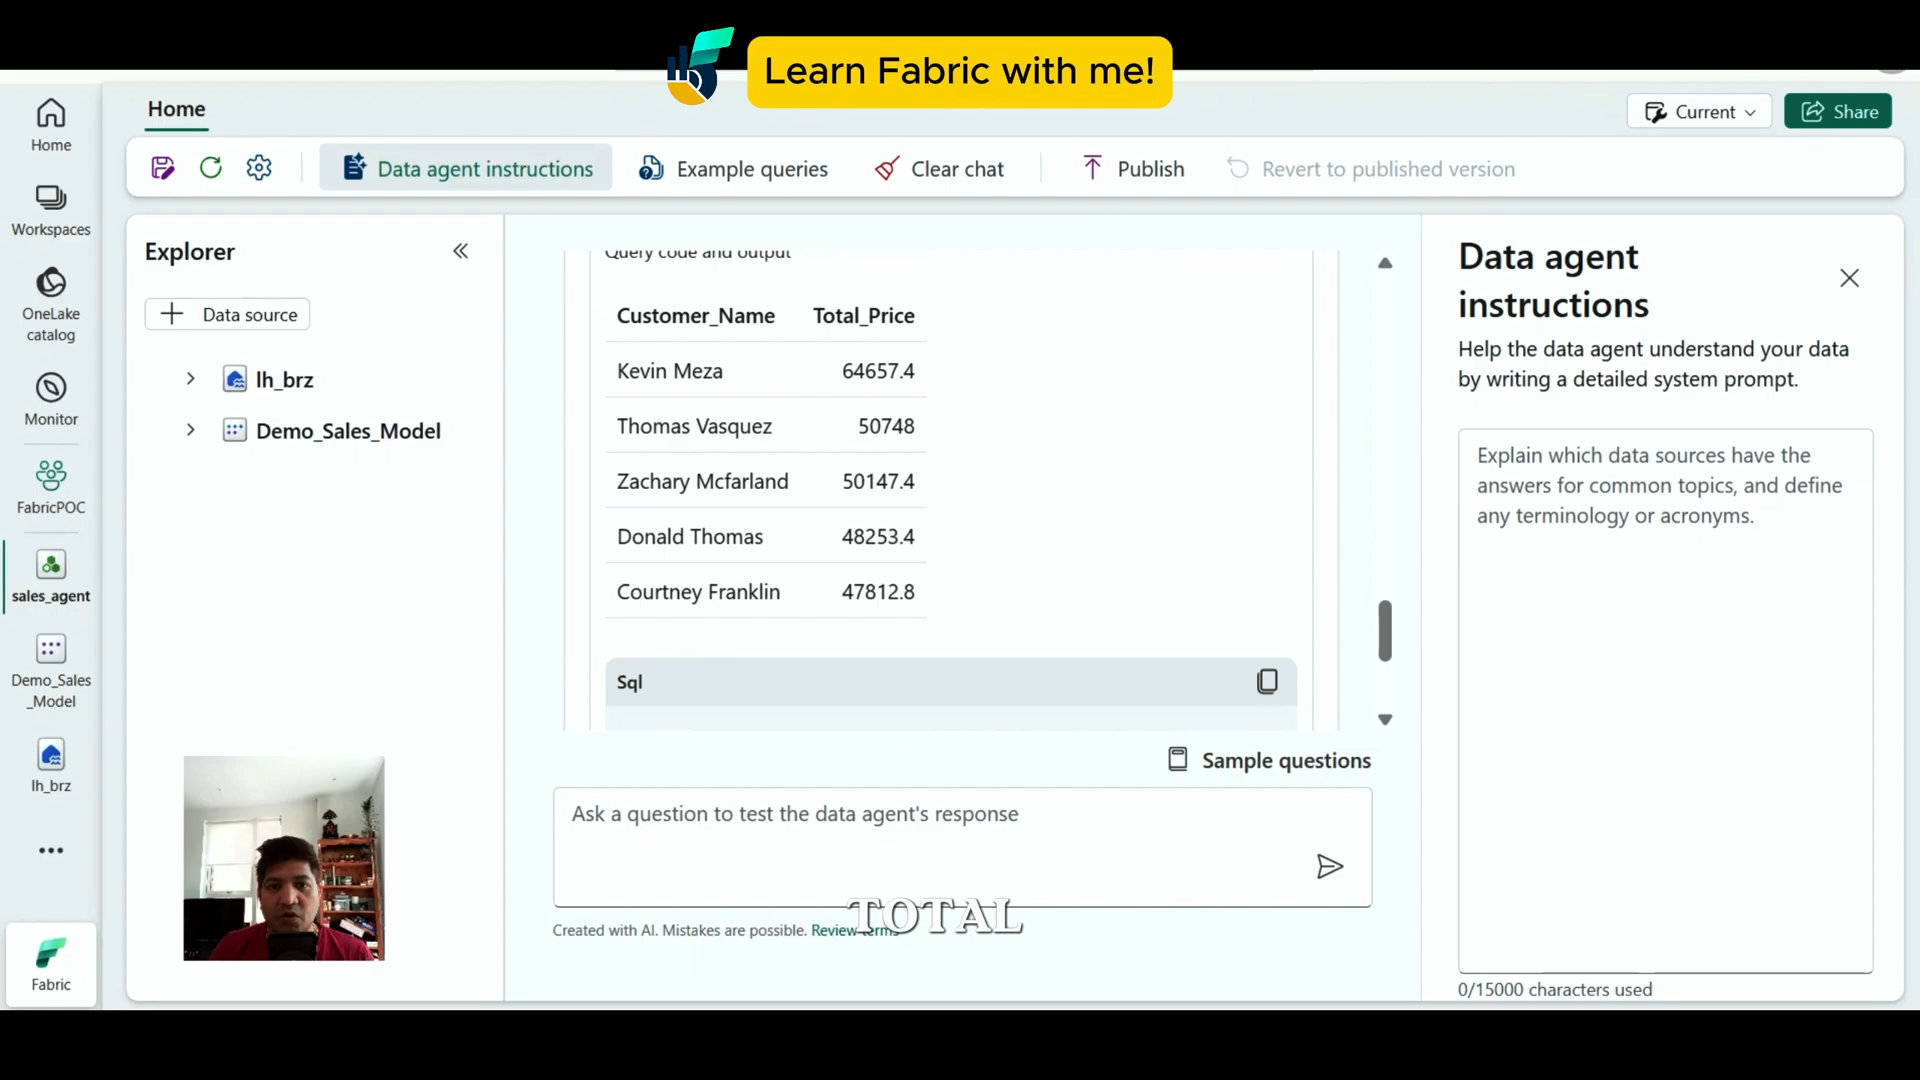 Learn Fabric with me!
Home
Current
Share
Data agent instructions
Example queries
Clear chat
Publish
Revert to published version
Home
Workspaces
OneLake
catalog
Monitor
FabricPOC
sales_agent
Demo_Sales
_Model
lh_brz
Fabric
Explorer
Data source
lh_brz
Demo_Sales_Model
Query code and output
Customer_Name Total_Price
Kevin Meza 64657.4
Thomas Vasquez 50748
Zachary Mcfarland 50147.4
Donald Thomas 48253.4
Courtney Franklin 47812.8
Sql
Sample questions
Ask a question to test the data agent's response
TOTAL
Created with AI. Mistakes are possible. Review terms
Data agent
instructions
Help the data agent understand your data
by writing a detailed system prompt.
Explain which data sources have the
answers for common topics, and define
any terminology or acronyms.
0/15000 characters used